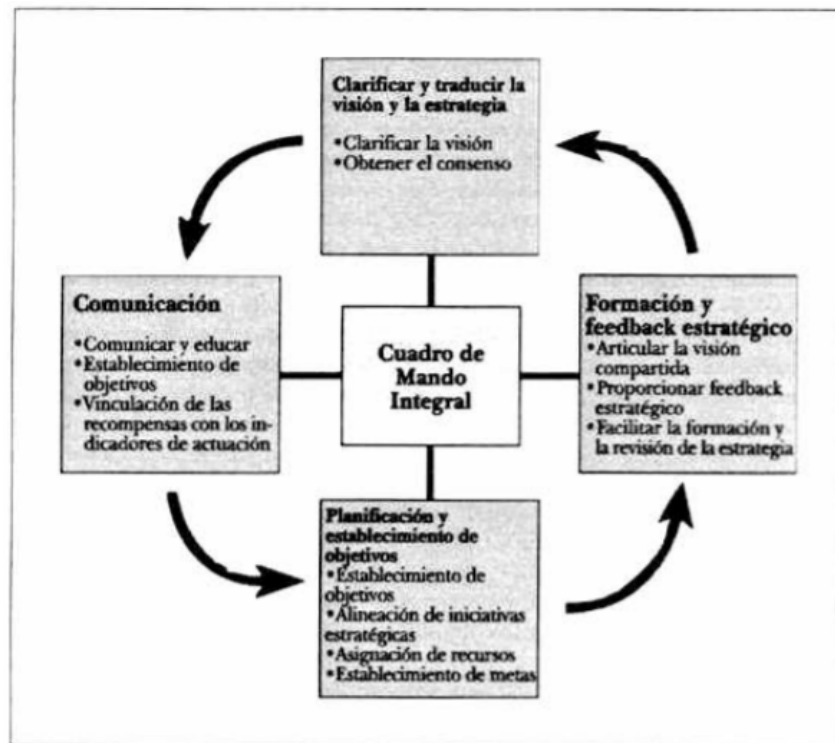 Clarificar y traducir la
visión y la estrategia
•Clarificar la visión
•Obtener el consenso
Comunicación
•Comunicar y educar
•Establecimiento de
objetivos
•Vinculación de las
recompensas con los in-
dicadores de actuación
Cuadro de
Mando
Integral
Formación y
feedback estratégico
•Articular la visión
compartida
•Proporcionar feedback
estratégico
•Facilitar la formación y
la revisión de la estrategia
Planificación y
establecimiento de
objetivos
•Establecimiento de
objetivos
•Alineación de iniciativas
estratégicas
•Asignación de recursos
•Establecimiento de metas